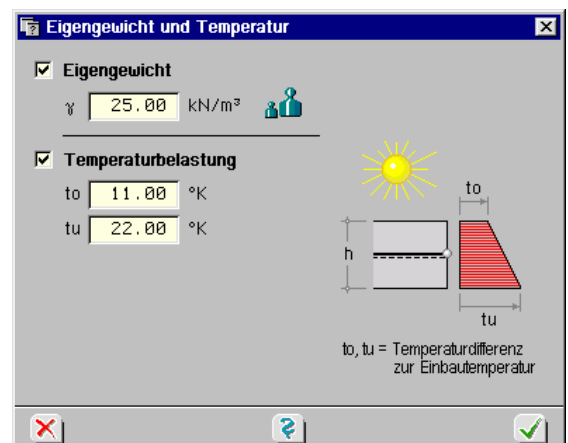 Eigengewicht und Temperatur
Eigengewicht
γ 25.00 kN/m³
Temperaturbelastung
to 11.00 °K
tu 22.00 °K
to
h
tu
to, tu = Temperaturdifferenz
zur Einbautemperatur